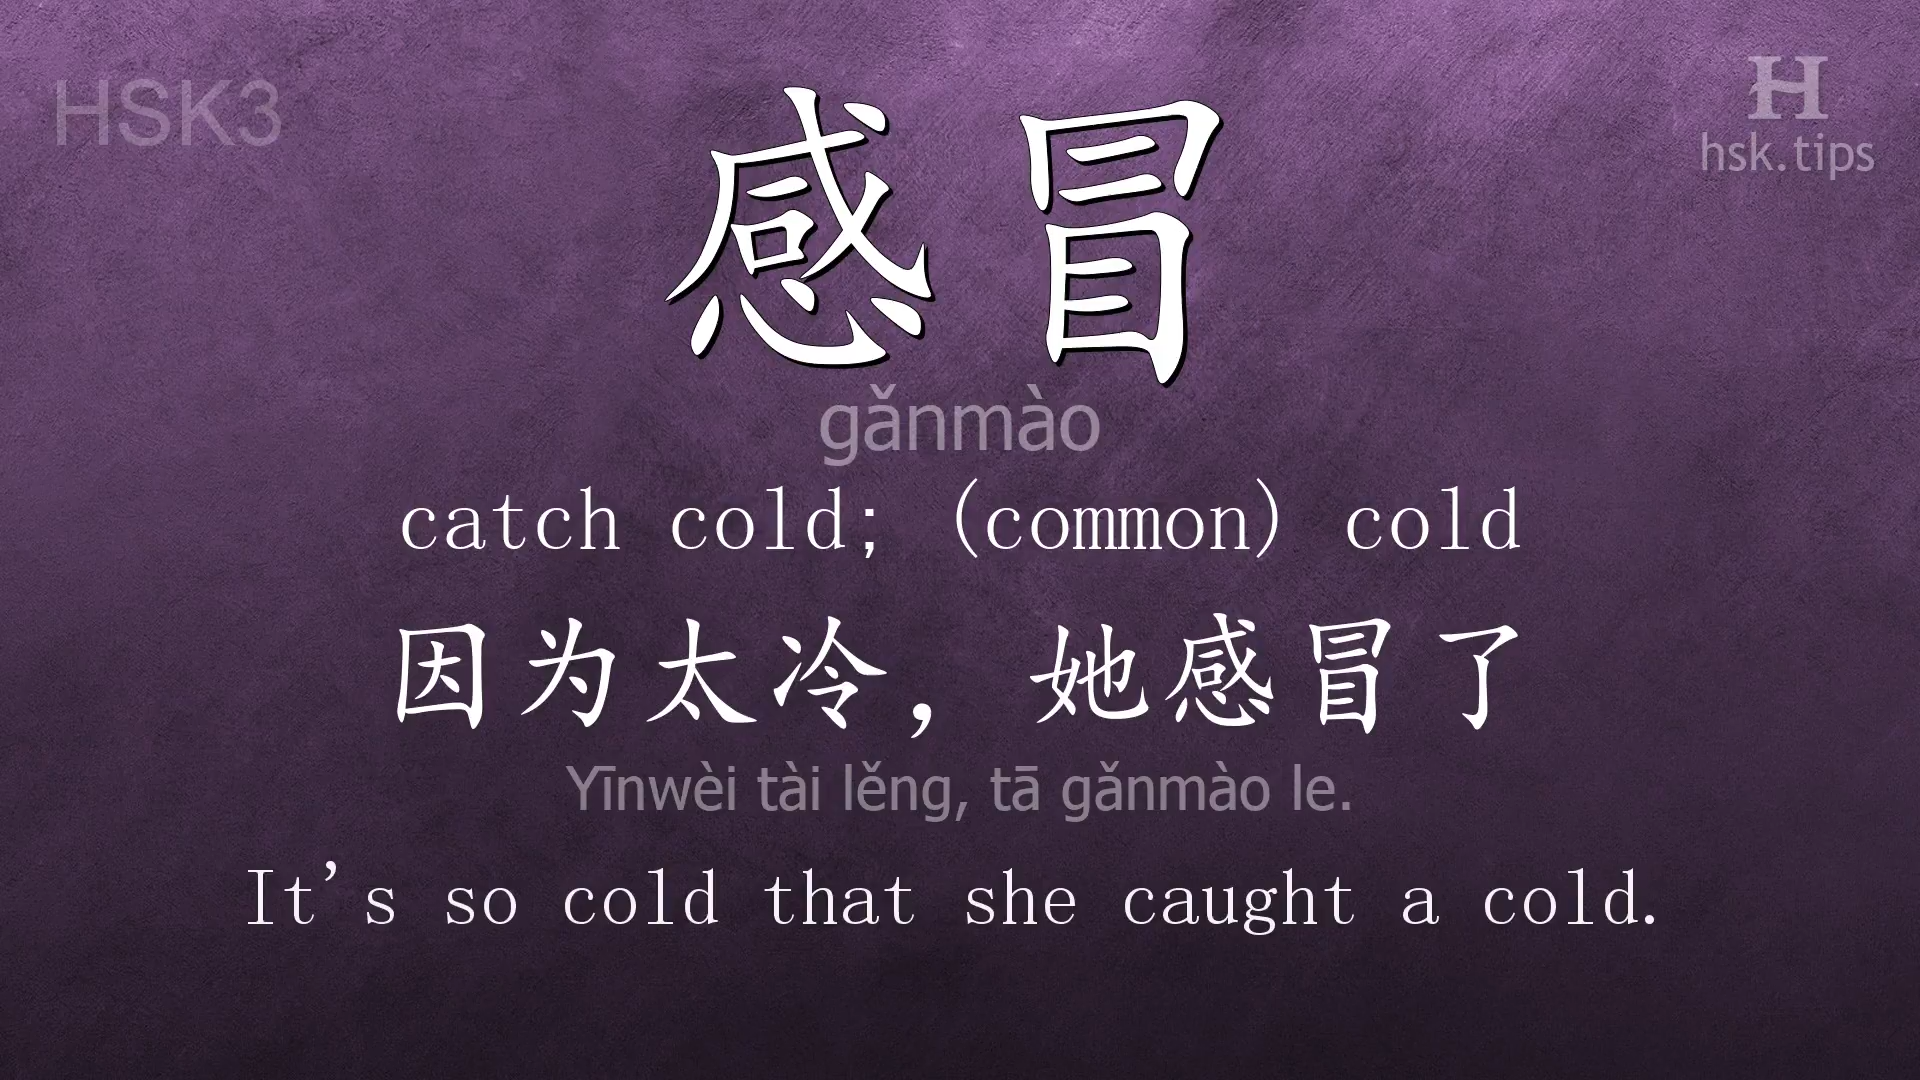 HSK3
H
hsk.tips
感冒
gǎnmào
catch cold; (common) cold
因为太冷，她感冒了
Yīnwèi tài lěng, tā gǎnmào le.
It's so cold that she caught a cold.